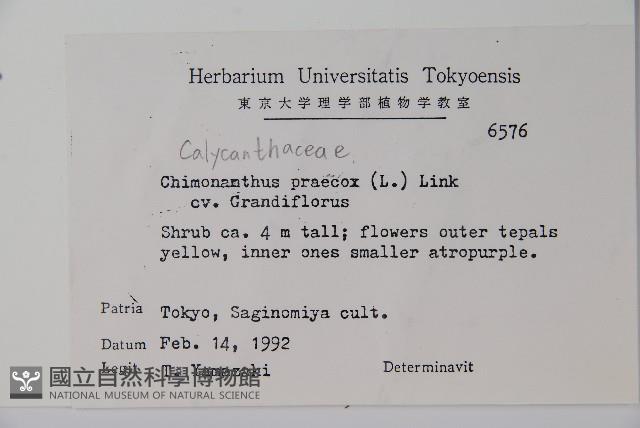 Herbarium Universitatis Tokyoensis
東京大学理学部植物学教室
6576
Calycanthaceae.
Chimonanthus praecox (L.) Link
cv. Grandiflorus
Shrub ca. 4 m tall; flowers outer tepals
yellow, inner ones smaller atropurple.
Patria Tokyo, Saginomiya cult.
Datum Feb. 14, 1992
Legit T. Yamazaki Determinavit
國立自然科學博物館
NATIONAL MUSEUM OF NATURAL SCIENCE